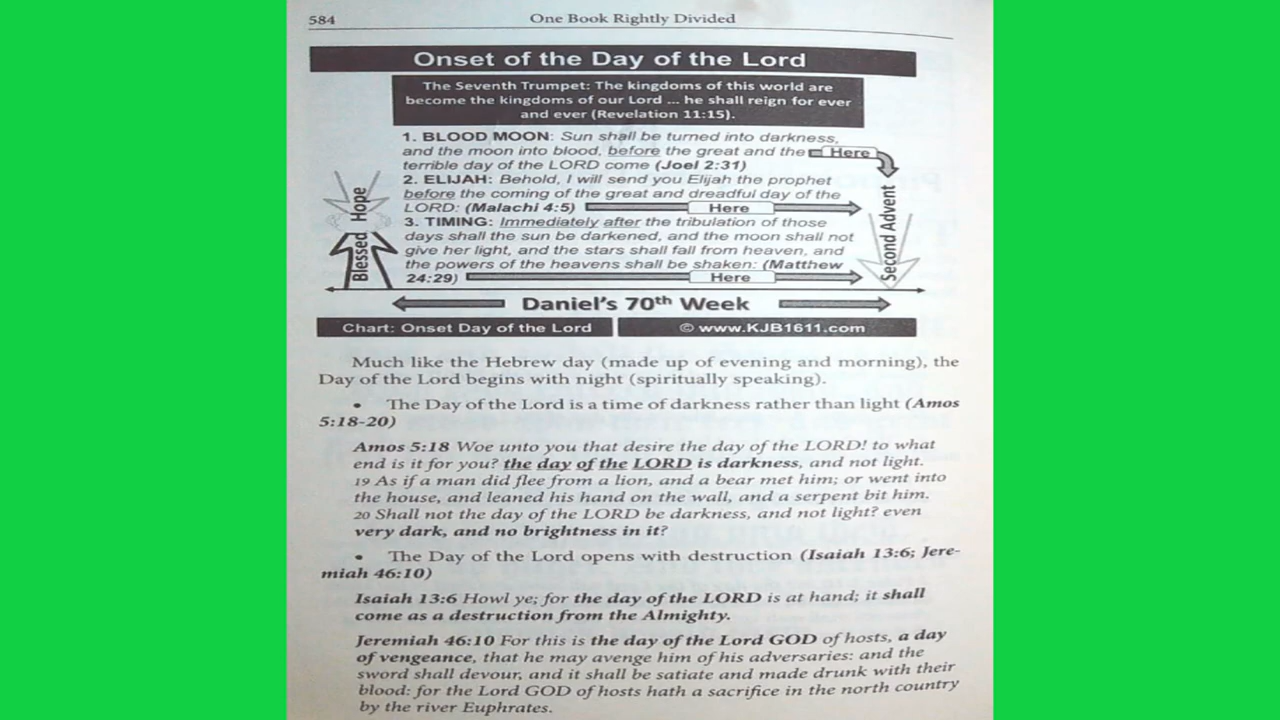 584
One Book Rightly Divided
Onset of the Day of the Lord
The Seventh Trumpet: The kingdoms of this world are
become the kingdoms of our Lord ... he shall reign for ever
and ever (Revelation 11:15).
1. BLOOD MOON: Sun shall be turned into darkness,
and the moon into blood, before the great and the
Here
terrible day of the LORD come (Joel 2:31)
2. ELIJAH: Behold, I will send you Elijah the prophet
before the coming of the great and dreadful day of the
LORD: (Malachi 4:5)
Here
3. TIMING: Immediately after the tribulation of those
days shall the sun be darkened, and the moon shall not
give her light, and the stars shall fall from heaven, and
the powers of the heavens shall be shaken: (Matthew
24:29)
Here
Blessed Hope
Second Advent
Daniel's 70th Week
Chart: Onset Day of the Lord
© www.KJB1611.com
Much like the Hebrew day (made up of evening and morning), the
Day of the Lord begins with night (spiritually speaking).
• The Day of the Lord is a time of darkness rather than light (Amos
5:18-20)
Amos 5:18 Woe unto you that desire the day of the LORD! to what
end is it for you? the day of the LORD is darkness, and not light.
19 As if a man did flee from a lion, and a bear met him; or went into
the house, and leaned his hand on the wall, and a serpent bit him.
20 Shall not the day of the LORD be darkness, and not light? even
very dark, and no brightness in it?
• The Day of the Lord opens with destruction (Isaiah 13:6; Jere-
miah 46:10)
Isaiah 13:6 Howl ye; for the day of the LORD is at hand; it shall
come as a destruction from the Almighty.
Jeremiah 46:10 For this is the day of the Lord GOD of hosts, a day
of vengeance, that he may avenge him of his adversaries: and the
sword shall devour, and it shall be satiate and made drunk with their
blood: for the Lord GOD of hosts hath a sacrifice in the north country
by the river Euphrates.